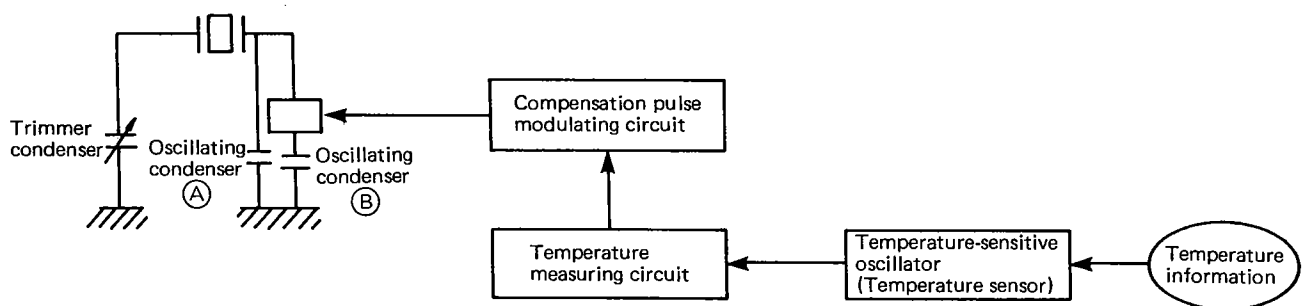 Trimmer
condenser
Oscillating
condenser
A
Oscillating
condenser
B
Compensation pulse
modulating circuit
Temperature
measuring circuit
Temperature-sensitive
oscillator
(Temperature sensor)
Temperature
information